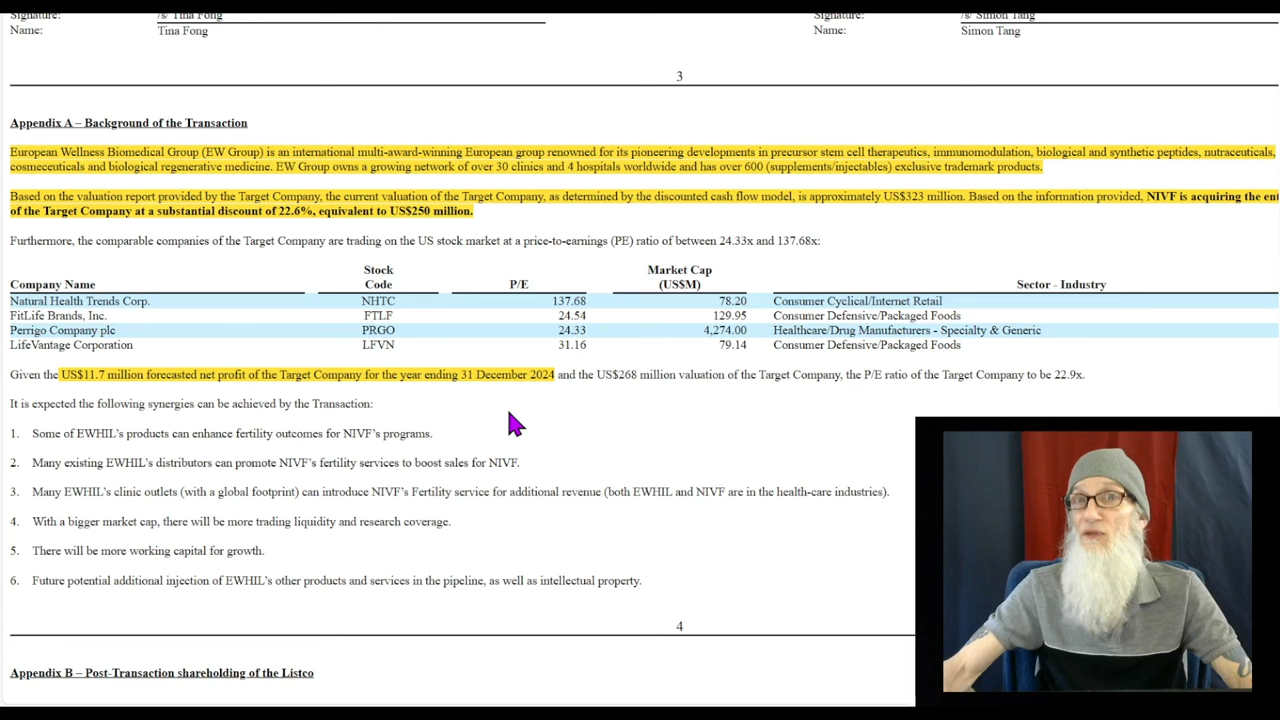 Signature: /s/ Tina Fong Signature: /s/ Simon Tang
Name: Tina Fong Name: Simon Tang
3
Appendix A – Background of the Transaction
European Wellness Biomedical Group (EW Group) is an international multi-award-winning European group renowned for its pioneering developments in precursor stem cell therapeutics, immunomodulation, biological and synthetic peptides, nutraceuticals,
cosmeceuticals and biological regenerative medicine. EW Group owns a growing network of over 30 clinics and 4 hospitals worldwide and has over 600 (supplements/injectables) exclusive trademark products.
Based on the valuation report provided by the Target Company, the current valuation of the Target Company, as determined by the discounted cash flow model, is approximately US$323 million. Based on the information provided, NIVF is acquiring the ent
of the Target Company at a substantial discount of 22.6%, equivalent to US$250 million.
Furthermore, the comparable companies of the Target Company are trading on the US stock market at a price-to-earnings (PE) ratio of between 24.33x and 137.68x:
Company Name Stock Code P/E Market Cap (US$M) Sector - Industry
Natural Health Trends Corp. NHTC 137.68 78.20 Consumer Cyclical/Internet Retail
FitLife Brands, Inc. FTLF 24.54 129.95 Consumer Defensive/Packaged Foods
Perrigo Company plc PRGO 24.33 4,274.00 Healthcare/Drug Manufacturers - Specialty & Generic
LifeVantage Corporation LFVN 31.16 79.14 Consumer Defensive/Packaged Foods
Given the US$11.7 million forecasted net profit of the Target Company for the year ending 31 December 2024 and the US$268 million valuation of the Target Company, the P/E ratio of the Target Company to be 22.9x.
It is expected the following synergies can be achieved by the Transaction:
1. Some of EWHIL's products can enhance fertility outcomes for NIVF's programs.
2. Many existing EWHIL's distributors can promote NIVF's fertility services to boost sales for NIVF.
3. Many EWHIL's clinic outlets (with a global footprint) can introduce NIVF's Fertility service for additional revenue (both EWHIL and NIVF are in the health-care industries).
4. With a bigger market cap, there will be more trading liquidity and research coverage.
5. There will be more working capital for growth.
6. Future potential additional injection of EWHIL's other products and services in the pipeline, as well as intellectual property.
4
Appendix B – Post-Transaction shareholding of the Listco